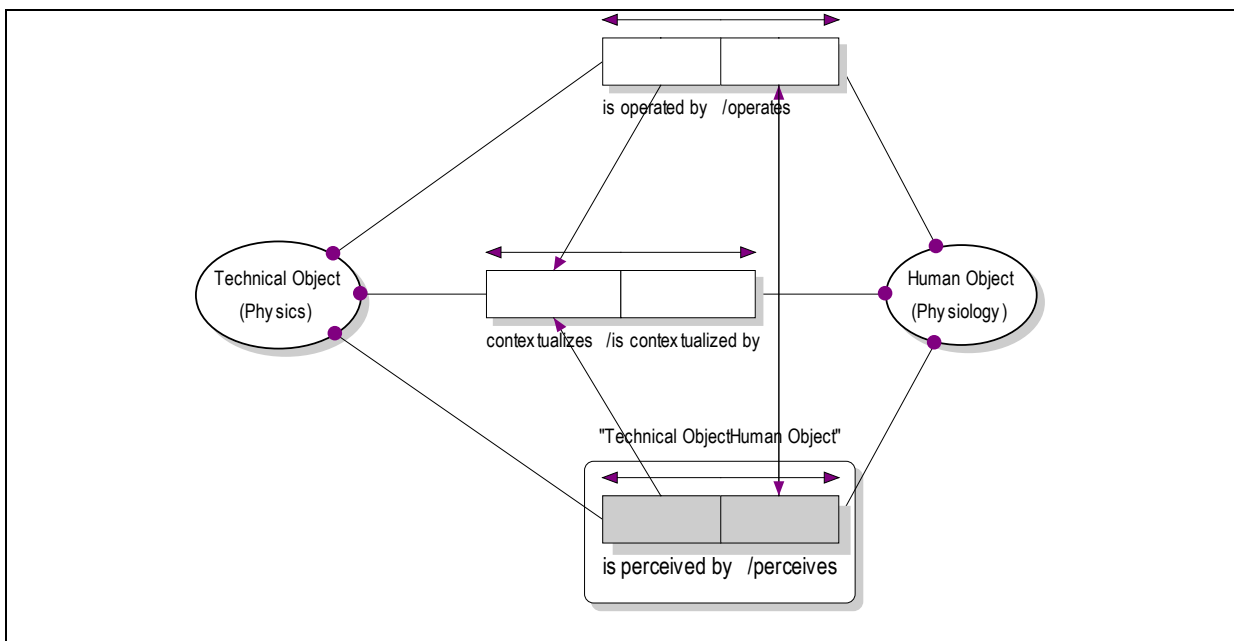 is operated by /operates
Technical Object
(Physics)
Human Object
(Physiology)
contextualizes /is contextualized by
"Technical ObjectHuman Object"
is perceived by /perceives